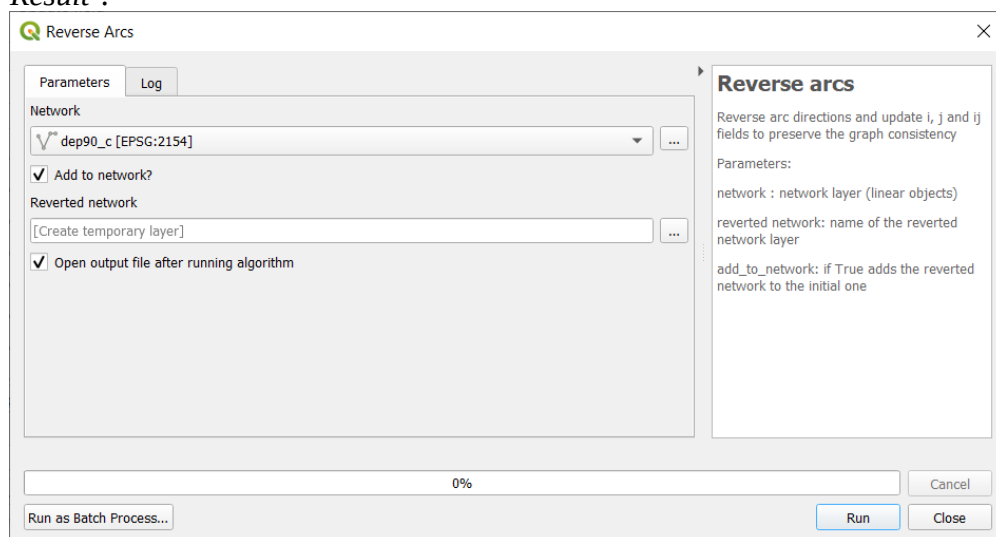 Result".
Reverse Arcs
Parameters
Log
Network
dep90_c [EPSG:2154]
...
Add to network?
Reverted network
[Create temporary layer]
...
Open output file after running algorithm
Reverse arcs
Reverse arc directions and update i, j and ij
fields to preserve the graph consistency
Parameters:
network : network layer (linear objects)
reverted network: name of the reverted
network layer
add_to_network: if True adds the reverted
network to the initial one
0%
Cancel
Run as Batch Process...
Run
Close